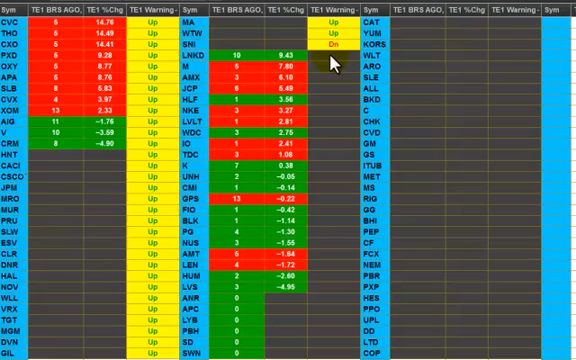 Sym TE1 BRS AGO, TE1 %Chg TE1 Warning - Sym TE1 BRS AGO, TE1 %Chg TE1 Warning - Sym TE1 BRS AGO, TE1 %Chg TE1 Warning - Sym
CVC 5 14.76 Up MA Up CAT
THO 5 14.49 Up WTW Up YUM
CXO 5 14.41 Up SNI Dn KORS
PXD 5 9.28 Up LNKD 10 9.43 WLT
OXY 5 8.77 Up M 5 7.80 ARO
APA 5 8.76 Up AMX 3 6.10 SLE
SLB 8 5.83 Up JCP 6 5.49 ALL
CVX 4 3.97 Up HLF 1 3.56 BKD
XOM 13 2.33 Up NKE 3 3.27 C
AIG 11 -1.76 Up LVLT 1 2.81 CHK
V 10 -3.59 Up WDC 3 2.75 CVD
CRM 8 -4.90 Up IO 1 2.41 GM
HNT Up TDC 3 1.08 GS
CACI Up K 7 0.38 ITUB
CSCO Up UNH 2 -0.05 MET
JPM Up CMI 1 -0.14 MS
MRO Up GPS 13 -0.22 RIG
MUR Up FIO 1 -0.42 GG
PRU Up BLK 1 -1.14 BHI
SLW Up PG 4 -1.30 PEP
ESV Up NUS 3 -1.56 CF
CLR Up AMT 5 -1.64 FCX
DNR Up LEN 4 -1.72 NEM
HAL Up HUM 2 -2.60 PBR
NOV Up LVS 3 -4.95 PXP
WLL Up ANR 0 HES
VRX Up APC 0 PPO
TGT Up LYB 0 UPL
MGM Up PBH 0 DD
DVN Up SD 0 LTD
GIL Up SWN 0 COP